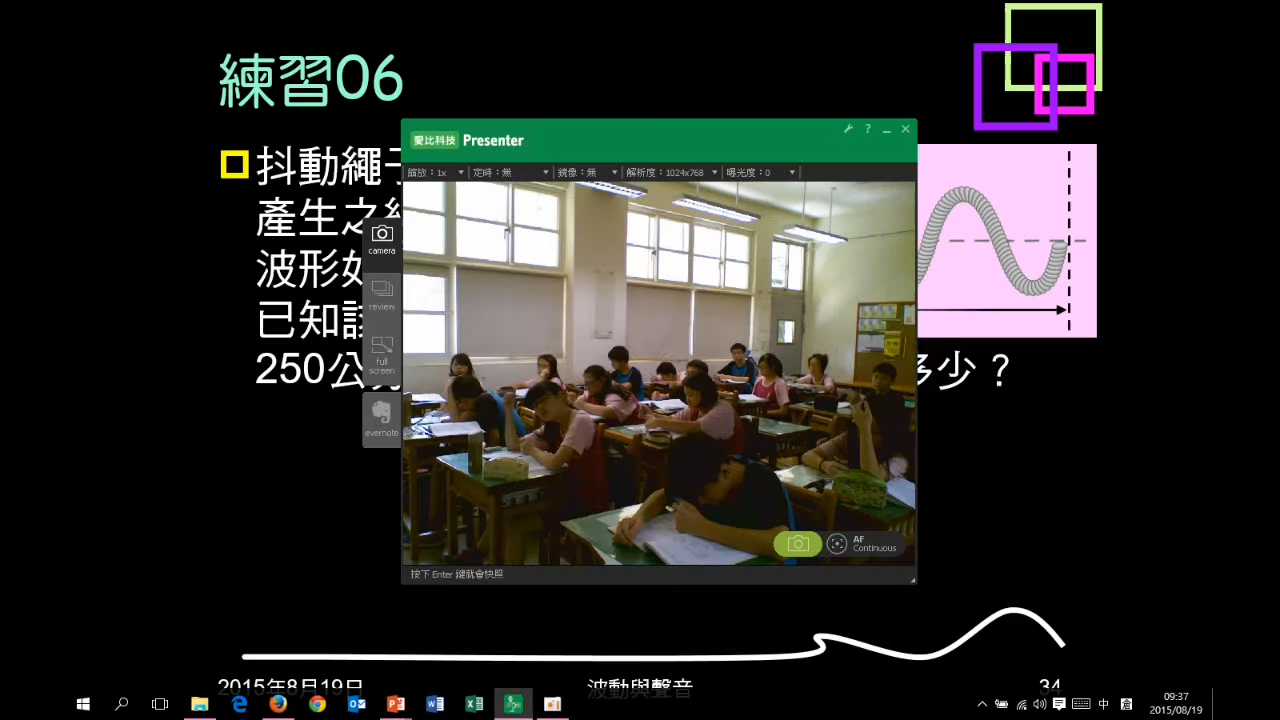 練習06
抖動繩
產生之
波形如
已知該
250公
多少？
愛比科技 Presenter
縮放：1x 定時：無 鏡像：無 解析度：1024x768 曝光度：0
camera
review
full
screen
evernote
AF
Continuous
按下 Enter 鍵就會快照
2015年8月19日 波動與聲音 34
中
09:37
2015/08/19